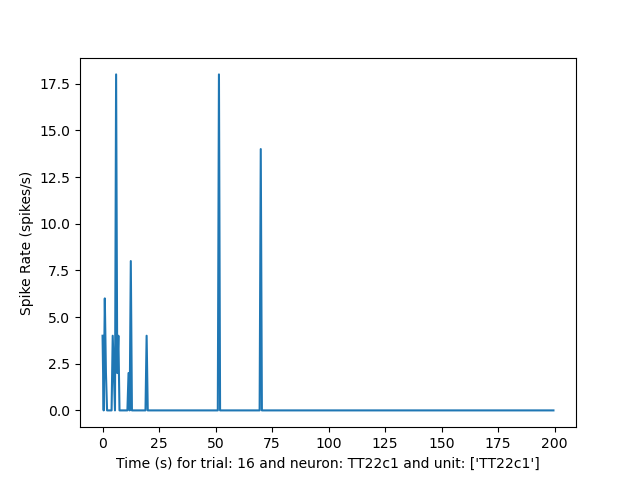 17.5
15.0
12.5
10.0
7.5
5.0
2.5
0.0
Spike Rate (spikes/s)
0 25 50 75 100 125 150 175 200
Time (s) for trial: 16 and neuron: TT22c1 and unit: ['TT22c1']